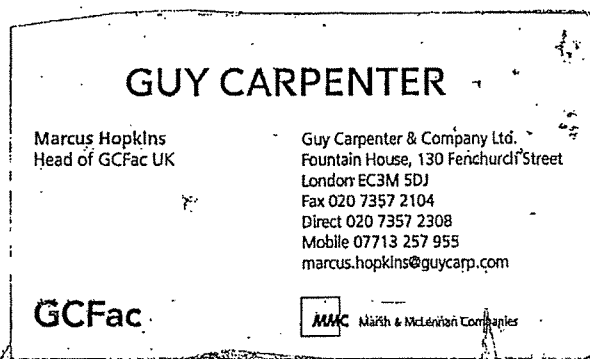 GUY CARPENTER
Marcus Hopkins
Head of GCFac UK
Guy Carpenter & Company Ltd.
Fountain House, 130 Fenchurch Street
London EC3M 5DJ
Fax 020 7357 2104
Direct 020 7357 2308
Mobile 07713 257 955
marcus.hopkins@guycarp.com
GCFac
MMC Marsh & McLennan Companies